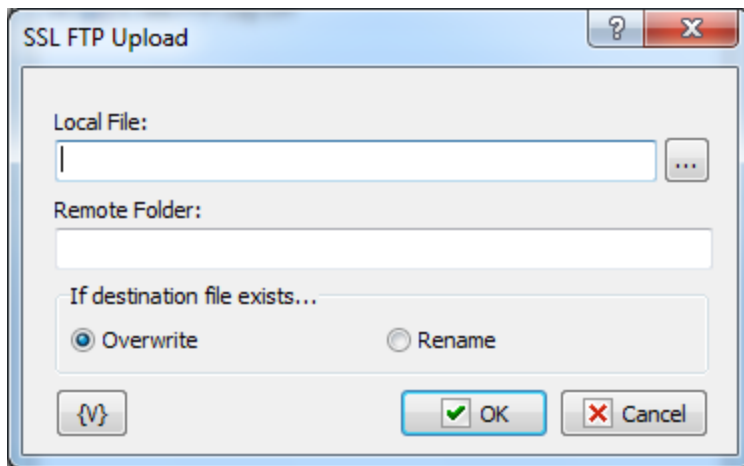 SSL FTP Upload
Local File:
...
Remote Folder:
If destination file exists...
Overwrite
Rename
{V}
OK
Cancel